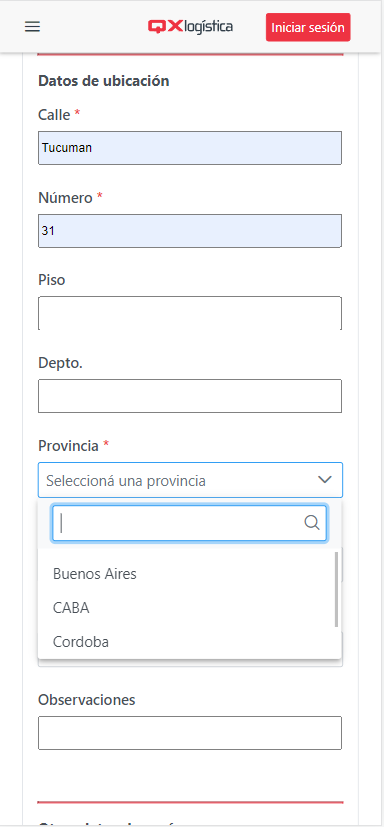 QXlogística
Iniciar sesión
Datos de ubicación
Calle *
Tucuman
Número *
31
Piso
Depto.
Provincia *
Seleccioná una provincia
Buenos Aires
CABA
Cordoba
Observaciones